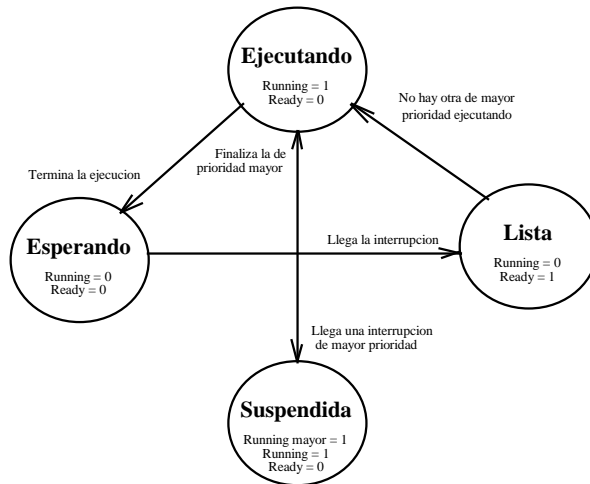 Ejecutando
Running = 1
Ready = 0
No hay otra de mayor
prioridad ejecutando
Finaliza la de
prioridad mayor
Termina la ejecucion
Esperando
Running = 0
Ready = 0
Llega la interrupcion
Lista
Running = 0
Ready = 1
Llega una interrupcion
de mayor prioridad
Suspendida
Running mayor = 1
Running = 1
Ready = 0